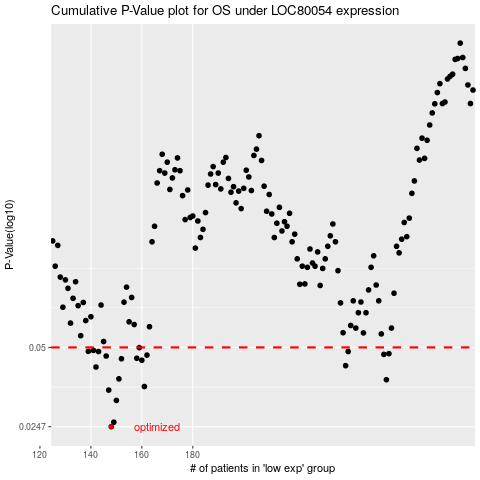 Cumulative P-Value plot for OS under LOC80054 expression
P-Value(log10)
0.05
0.0247
optimized
120 140 160 180
# of patients in 'low exp' group